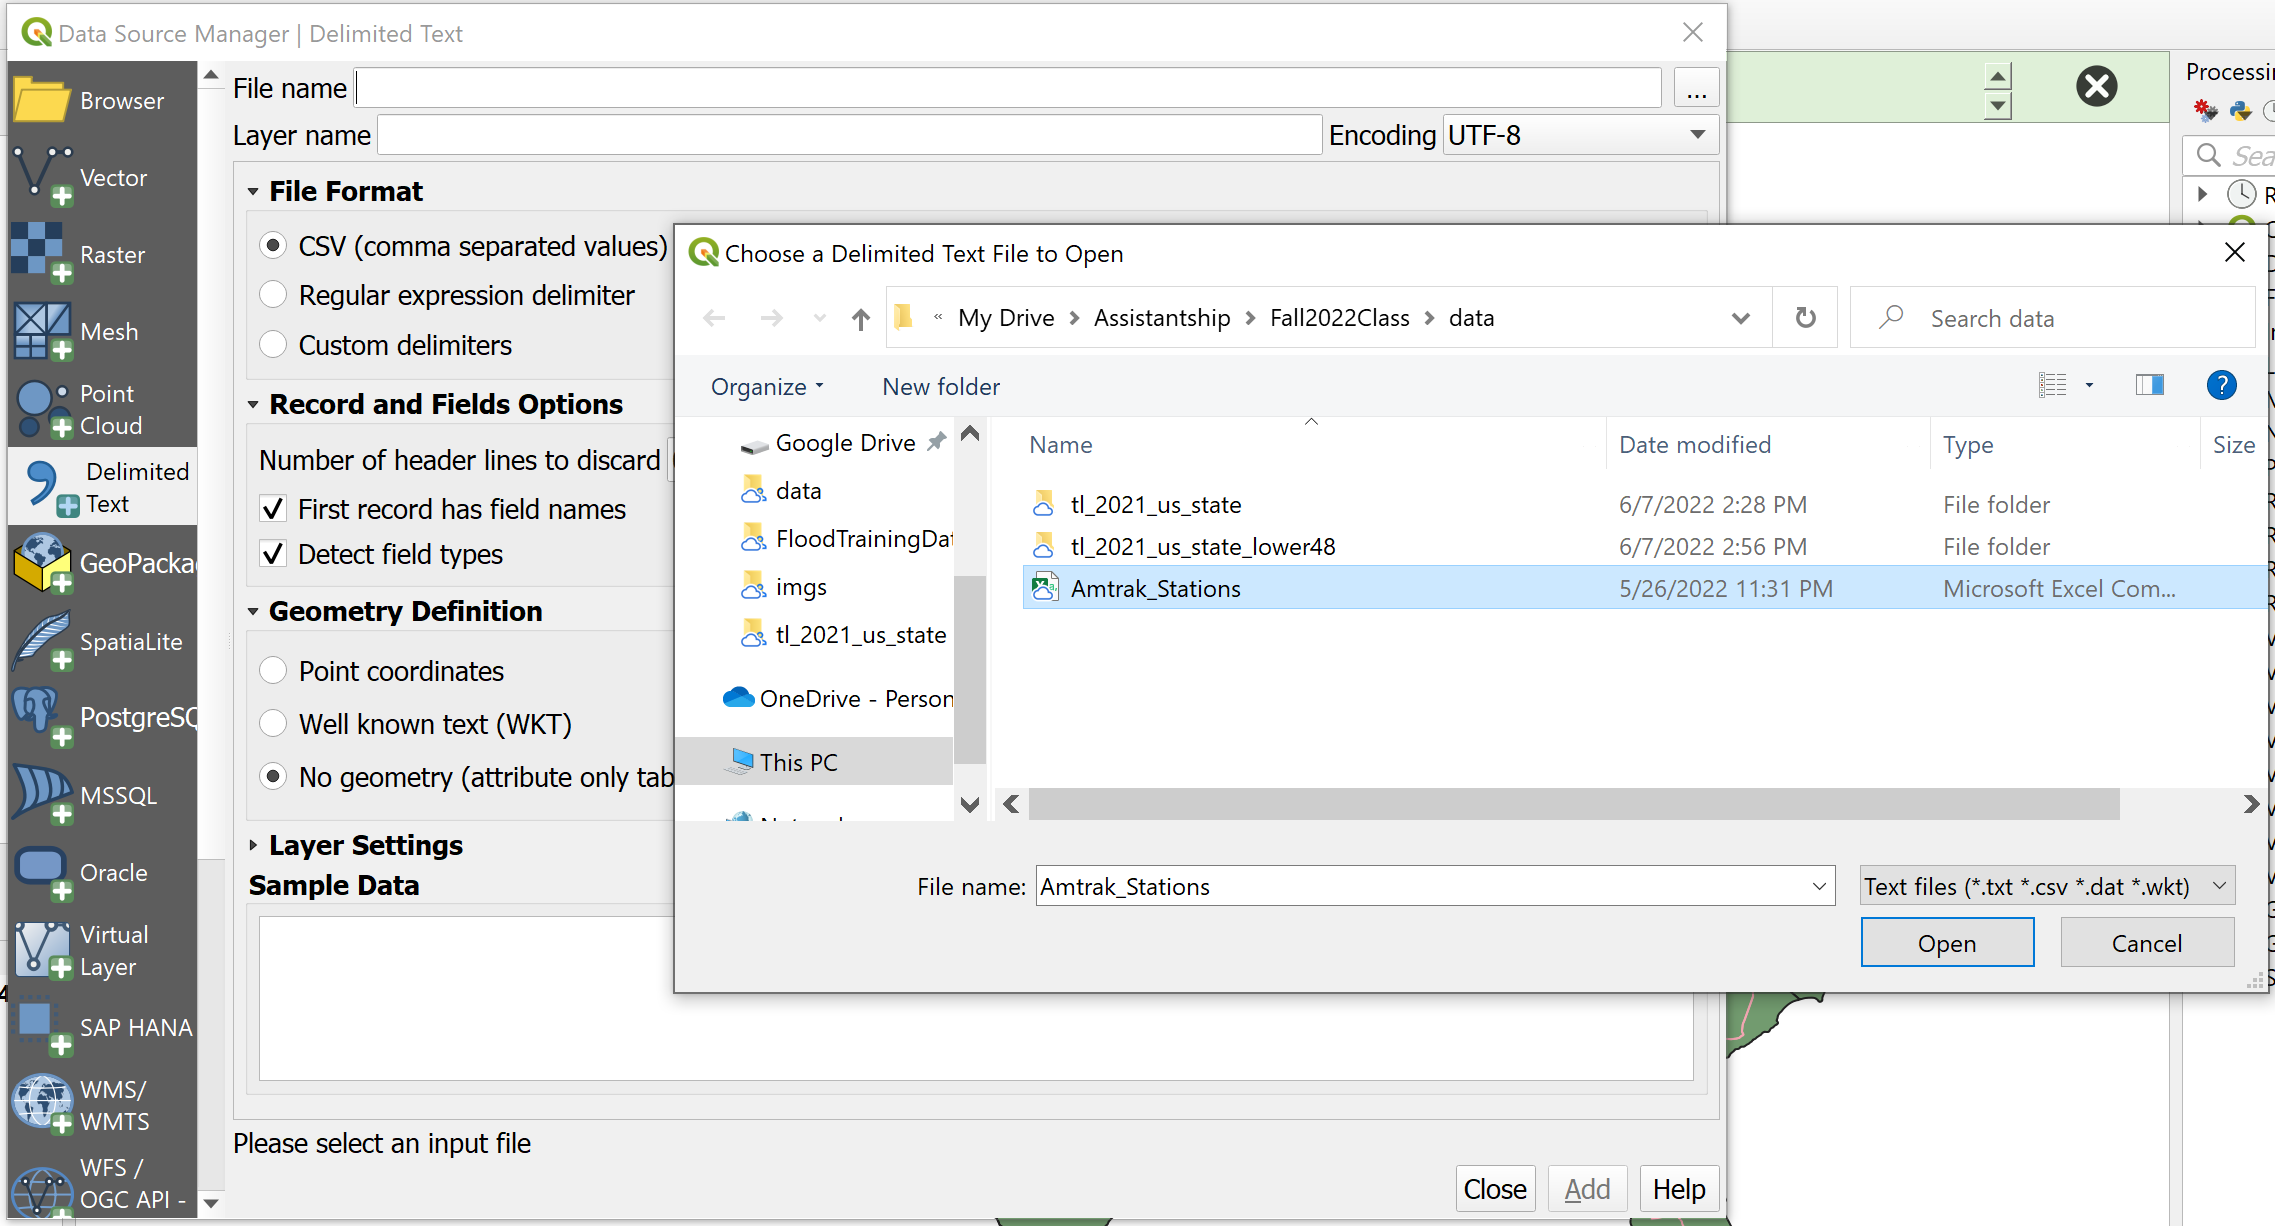 Data Source Manager | Delimited Text
Browser
Vector
Raster
Mesh
Point
Cloud
Delimited
Text
GeoPacka
SpatiaLite
PostgreSQ
MSSQL
Oracle
Virtual
Layer
SAP HANA
WMS/
WMTS
WFS /
OGC API -
File name
...
Layer name
Encoding UTF-8
File Format
CSV (comma separated values)
Regular expression delimiter
Custom delimiters
Record and Fields Options
Number of header lines to discard
First record has field names
Detect field types
Geometry Definition
Point coordinates
Well known text (WKT)
No geometry (attribute only tab
Layer Settings
Sample Data
Please select an input file
Close Add Help
Choose a Delimited Text File to Open
« My Drive > Assistantship > Fall2022Class > data
Search data
Organize
New folder
Google Drive
data
FloodTrainingDat
imgs
tl_2021_us_state
OneDrive - Person
This PC
Name Date modified Type Size
tl_2021_us_state 6/7/2022 2:28 PM File folder
tl_2021_us_state_lower48 6/7/2022 2:56 PM File folder
Amtrak_Stations 5/26/2022 11:31 PM Microsoft Excel Com...
File name: Amtrak_Stations
Text files (*.txt *.csv *.dat *.wkt)
Open Cancel
Processin
Sea